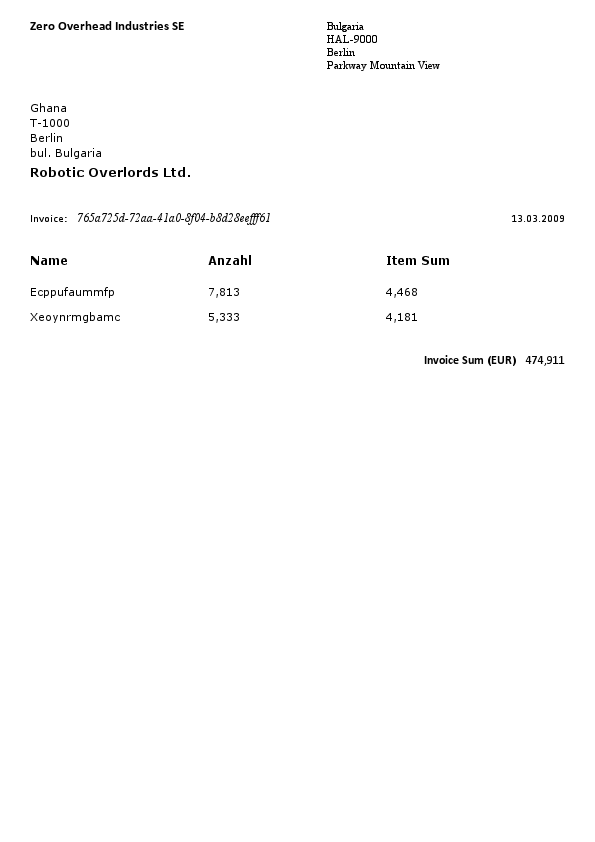 Zero Overhead Industries SE
Bulgaria
HAL-9000
Berlin
Parkway Mountain View
Ghana
T-1000
Berlin
bul. Bulgaria
Robotic Overlords Ltd.
Invoice: 765a725d-72aa-41a0-8f04-b8d28eefff61 13.03.2009
Name Anzahl Item Sum
Ecppufaummfp 7,813 4,468
Xeoynrmgbamc 5,333 4,181
Invoice Sum (EUR) 474,911